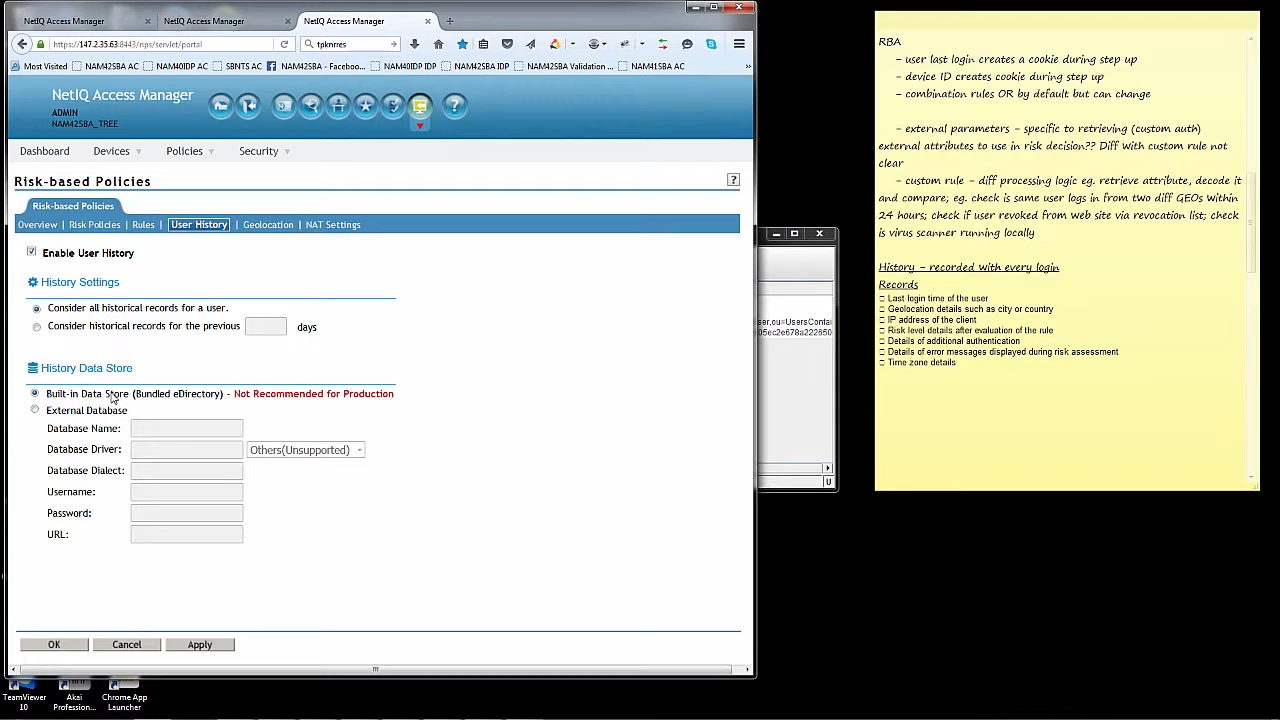 NetIQ Access Manager
NetIQ Access Manager
NetIQ Access Manager
https://147.2.35.63:8443/nps/servlet/portal
tpknrres
Most Visited
NAM42SBA AC
NAM40IDP AC
SBNTS AC
NAM42SBA - Faceboo...
NAM40IDP IDP
NAM42SBA IDP
NAM42SBA Validation ...
NAM41SBA AC
»
NetIQ Access Manager
ADMIN
NAM42SBA_TREE
Dashboard
Devices
Policies
Security
Risk-based Policies
?
Risk-based Policies
Overview | Risk Policies | Rules | User History | Geolocation | NAT Settings
Enable User History
History Settings
Consider all historical records for a user.
Consider historical records for the previous days
History Data Store
Built-in Data Store (Bundled eDirectory) - Not Recommended for Production
External Database
Database Name:
Database Driver: Others(Unsupported)
Database Dialect:
Username:
Password:
URL:
OK
Cancel
Apply
ser,ou=UsersContai
05ec2e678a222650
U
TeamViewer
10
Akai
Profession...
Chrome App
Launcher
RBA
- user last login creates a cookie during step up
- device ID creates cookie during step up
- combination rules OR by default but can change
- external parameters - specific to retrieving (custom auth)
external attributes to use in risk decision?? Diff with custom rule not
clear
- custom rule - diff processing logic eg. retrieve attribute, decode it
and compare; eg. check is same user logs in from two diff GEOs within
24 hours; check if user revoked from web site via revocation list; check
is virus scanner running locally
History - recorded with every login
Records
Last login time of the user
Geolocation details such as city or country
IP address of the client
Risk level details after evaluation of the rule
Details of additional authentication
Details of error messages displayed during risk assessment
Time zone details